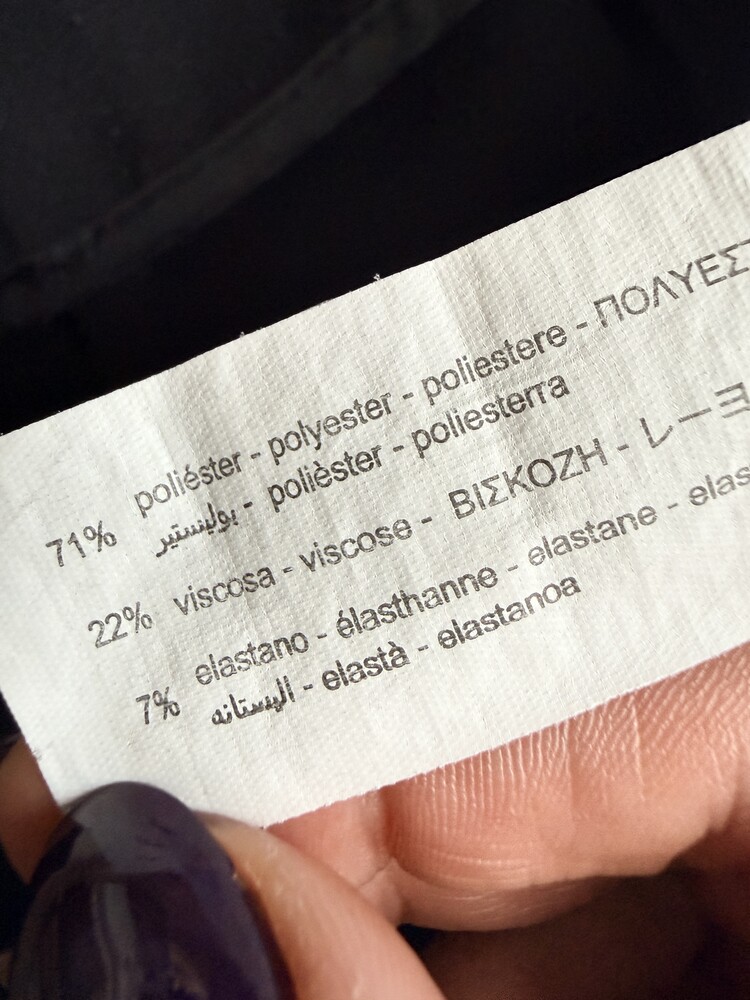 71% poliéster - polyester - poliestere - ΠΟΛΥΕΣ
بوليستير - polièster - poliesterra
22% viscosa - viscose - ΒΙΣΚΟΖΗ - レーヨ
7% elastano - élasthanne - elastane - elas
اليستانه - elastà - elastanoa